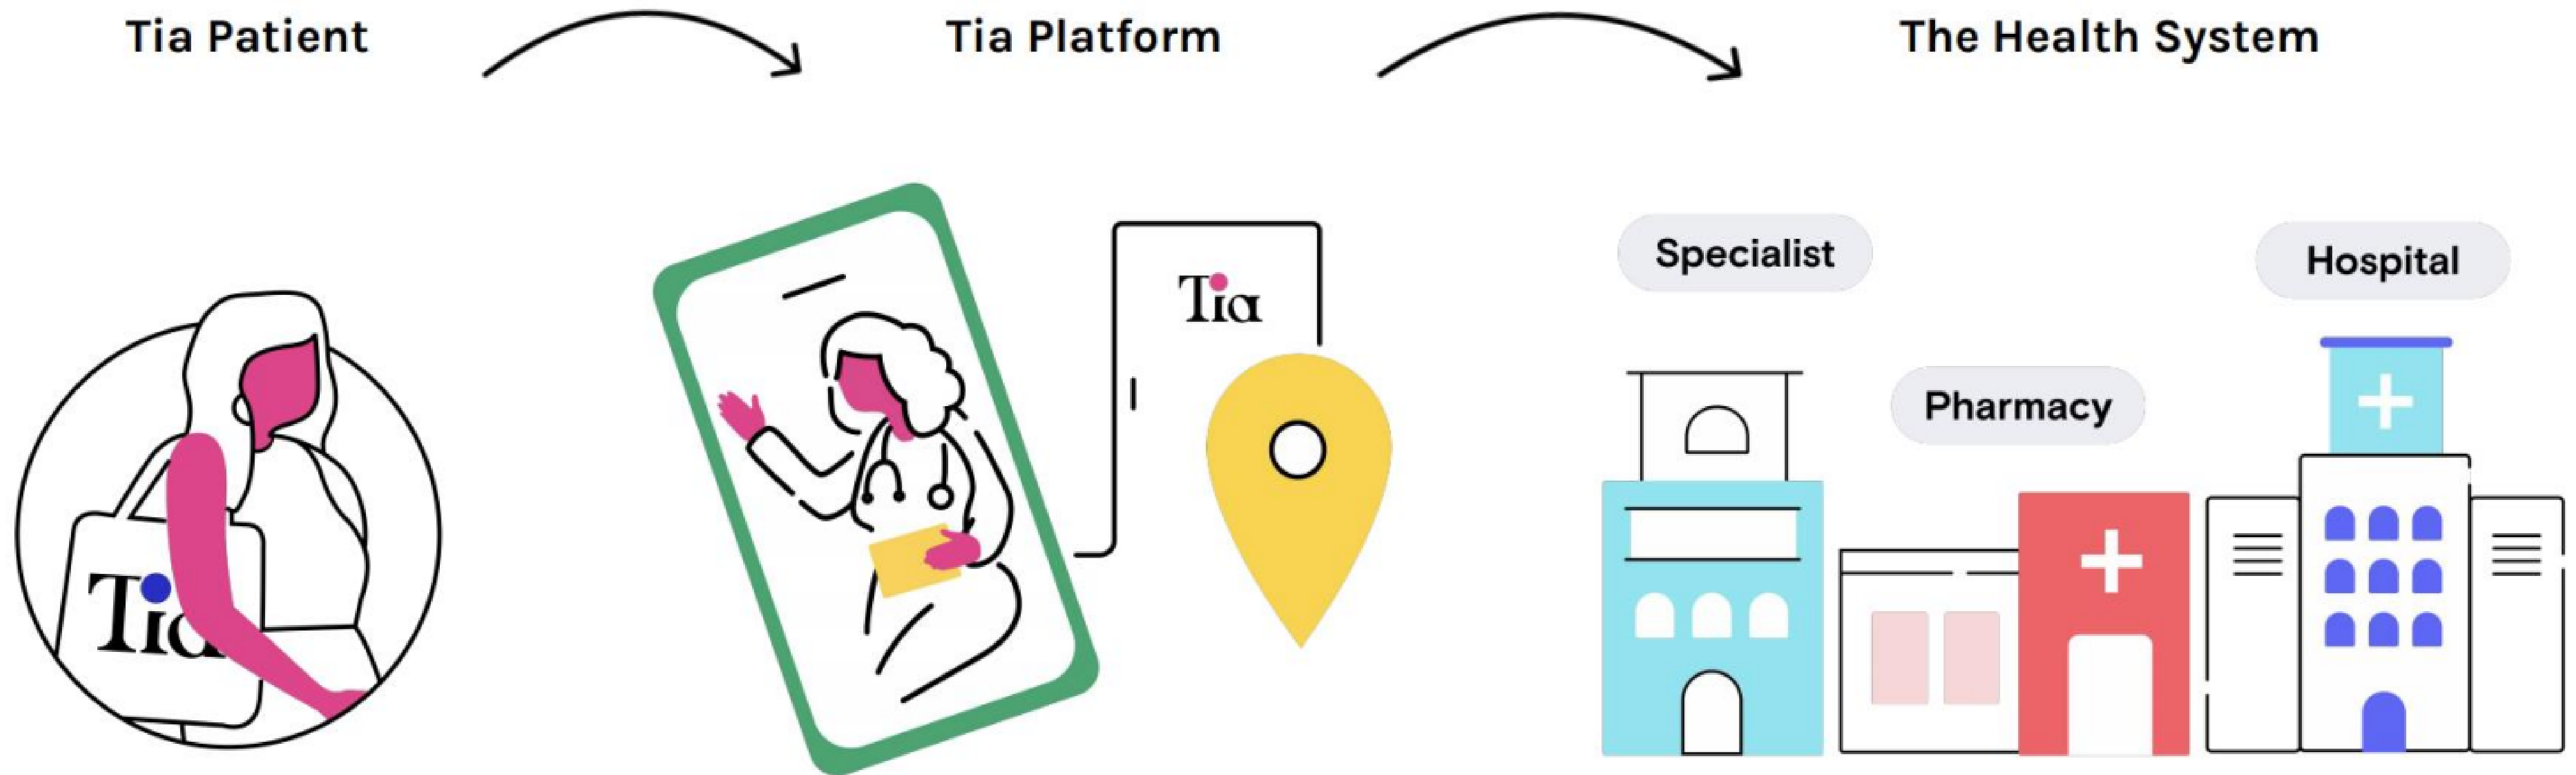 Tia Patient
Tia Platform
The Health System
Specialist
Hospital
Tia
Pharmacy
Tia